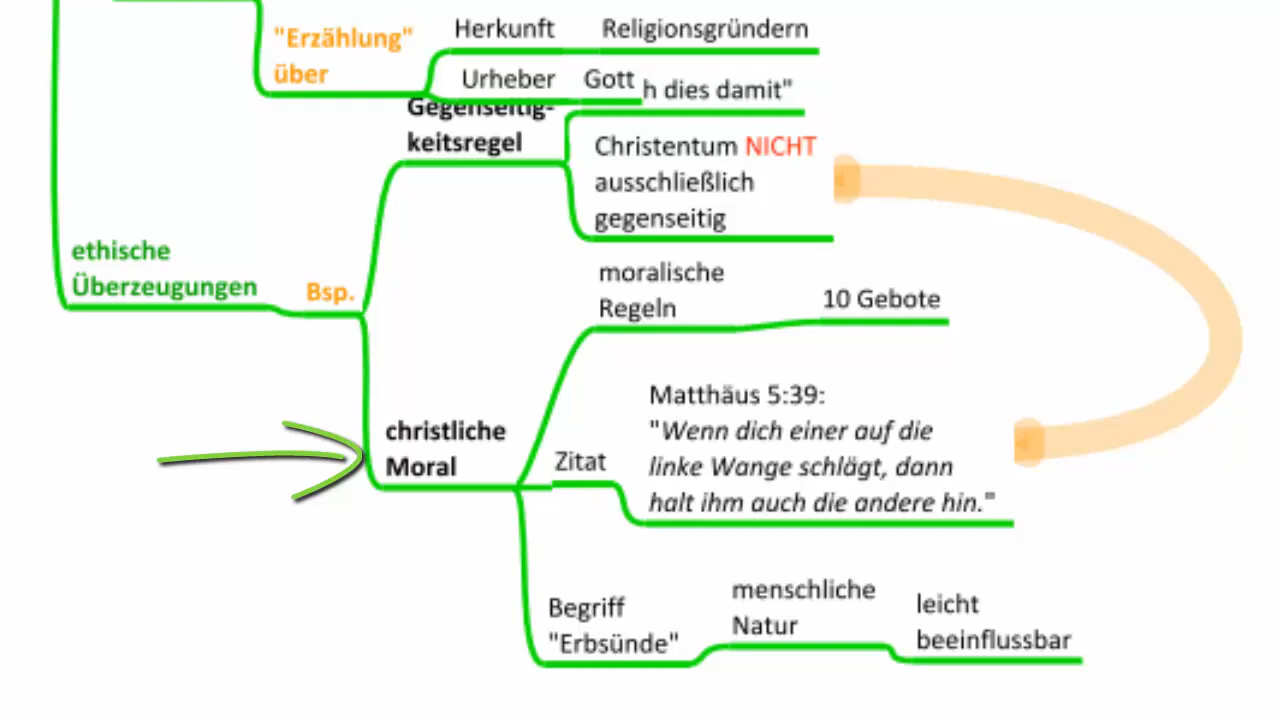 "Erzählung"
über
Herkunft
Religionsgründern
Urheber
Gott
h dies damit"
Gegenseitig-
keitsregel
Christentum NICHT
ausschließlich
gegenseitig
ethische
Überzeugungen
Bsp.
moralische
Regeln
10 Gebote
christliche
Moral
Zitat
Matthäus 5:39:
"Wenn dich einer auf die
linke Wange schlägt, dann
halt ihm auch die andere hin."
Begriff
"Erbsünde"
menschliche
Natur
leicht
beeinflussbar